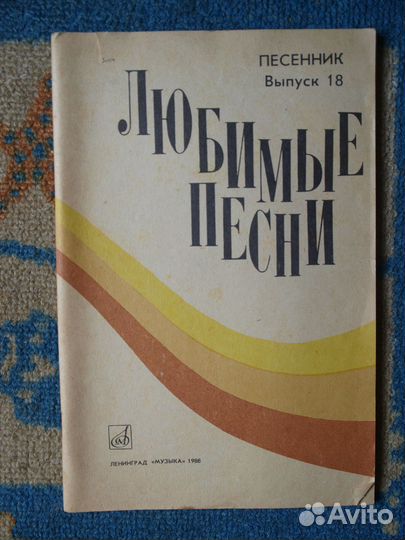 ПЕСЕННИК
Выпуск 18
ЛЮБИМЫЕ
ПЕСНИ
ЛЕНИНГРАД «МУЗЫКА» 1988
Avito